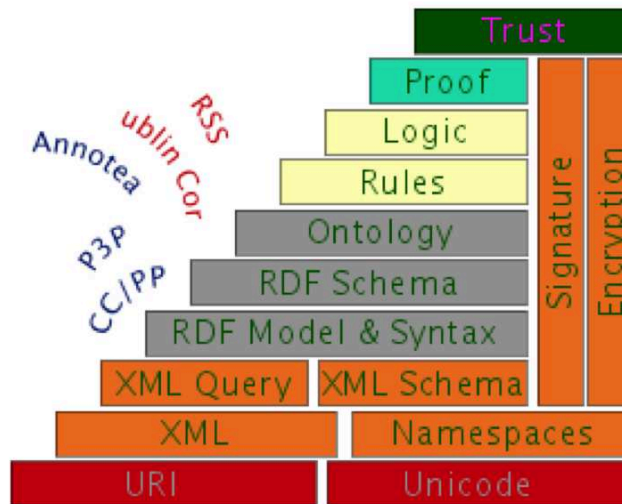 Trust
Proof
RSS
ublin Cor
Logic
Annotea
Rules
Signature
Encryption
Ontology
P3P
RDF Schema
CC/PP
RDF Model & Syntax
XML Query XML Schema
XML Namespaces
URI Unicode